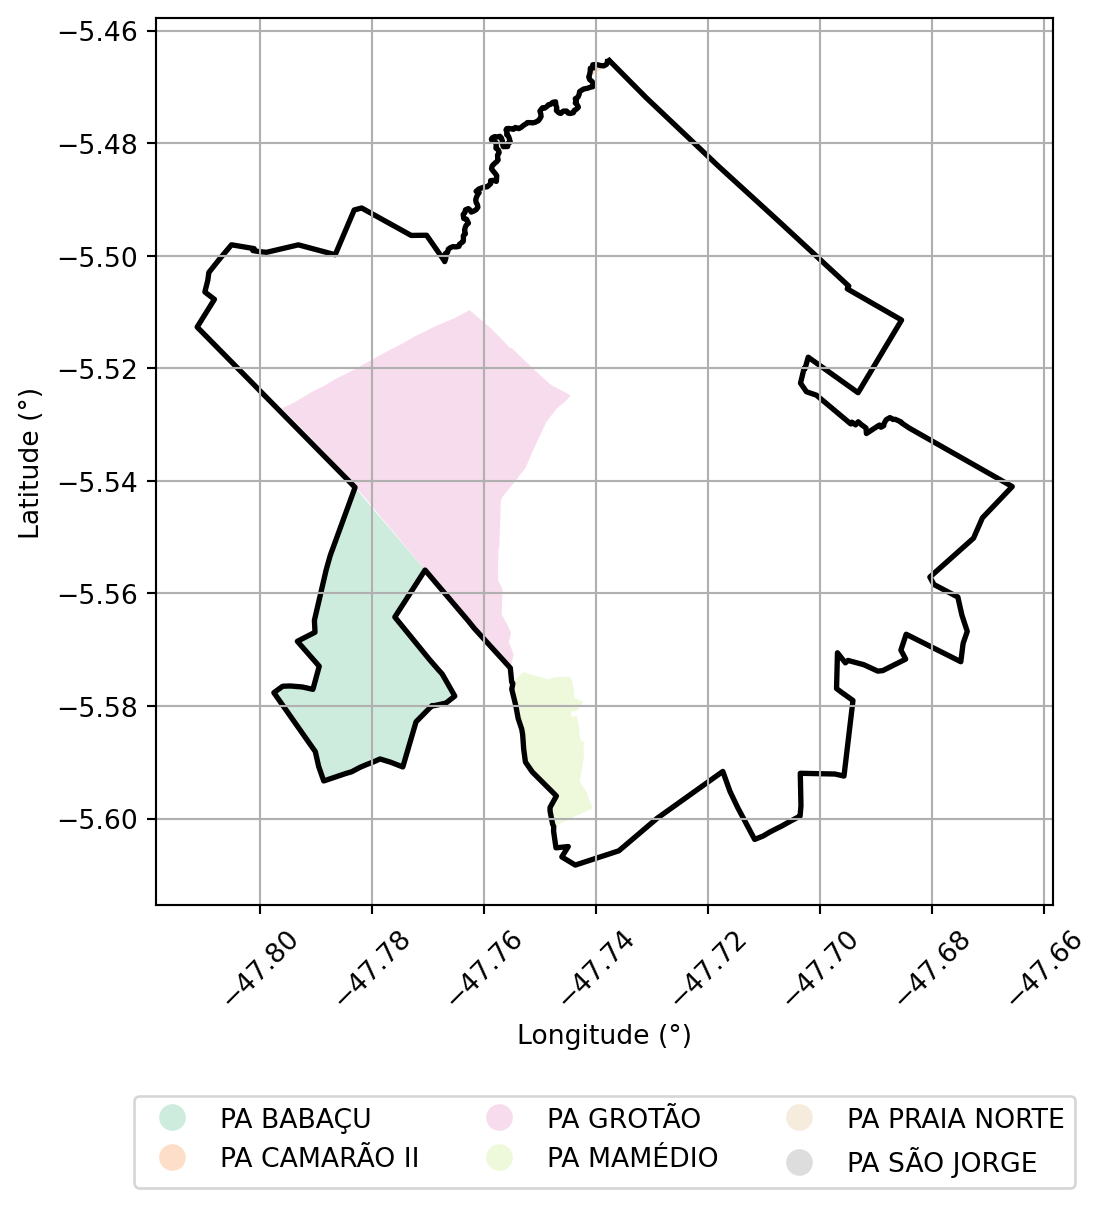 −5.46
−5.48
−5.50
−5.52
−5.54
−5.56
−5.58
−5.60
Latitude (°)
−47.80
−47.78
−47.76
−47.74
−47.72
−47.70
−47.68
−47.66
Longitude (°)
PA BABAÇU
PA CAMARÃO II
PA GROTÃO
PA MAMÉDIO
PA PRAIA NORTE
PA SÃO JORGE